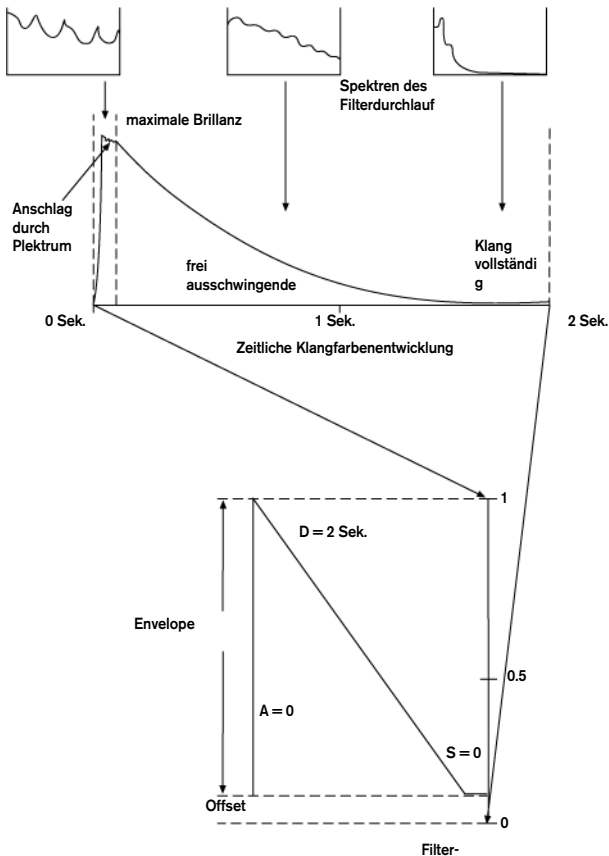 Spektren des
Filterdurchlauf
maximale Brillanz
Anschlag
durch
Plektrum
frei
ausschwingende
Klang
vollständi
g
0 Sek.
1 Sek.
2 Sek.
Zeitliche Klangfarbenentwicklung
1
D = 2 Sek.
Envelope
0.5
A = 0
S = 0
Offset
0
Filter-